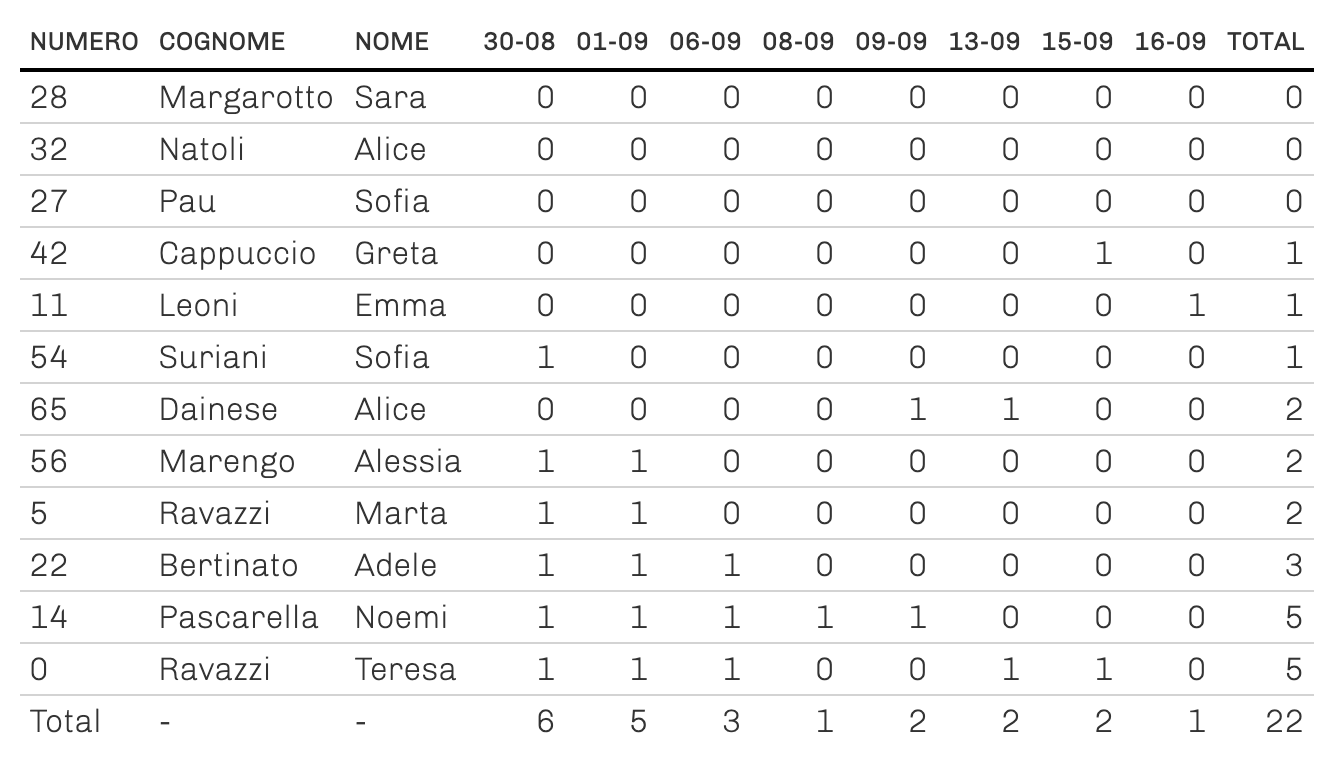 NUMERO COGNOME NOME 30-08 01-09 06-09 08-09 09-09 13-09 15-09 16-09 TOTAL
28 Margarotto Sara 0 0 0 0 0 0 0 0 0
32 Natoli Alice 0 0 0 0 0 0 0 0 0
27 Pau Sofia 0 0 0 0 0 0 0 0 0
42 Cappuccio Greta 0 0 0 0 0 0 1 0 1
11 Leoni Emma 0 0 0 0 0 0 0 1 1
54 Suriani Sofia 1 0 0 0 0 0 0 0 1
65 Dainese Alice 0 0 0 0 1 1 0 0 2
56 Marengo Alessia 1 1 0 0 0 0 0 0 2
5 Ravazzi Marta 1 1 0 0 0 0 0 0 2
22 Bertinato Adele 1 1 1 0 0 0 0 0 3
14 Pascarella Noemi 1 1 1 1 1 0 0 0 5
0 Ravazzi Teresa 1 1 1 0 0 1 1 0 5
Total - - 6 5 3 1 2 2 2 1 22